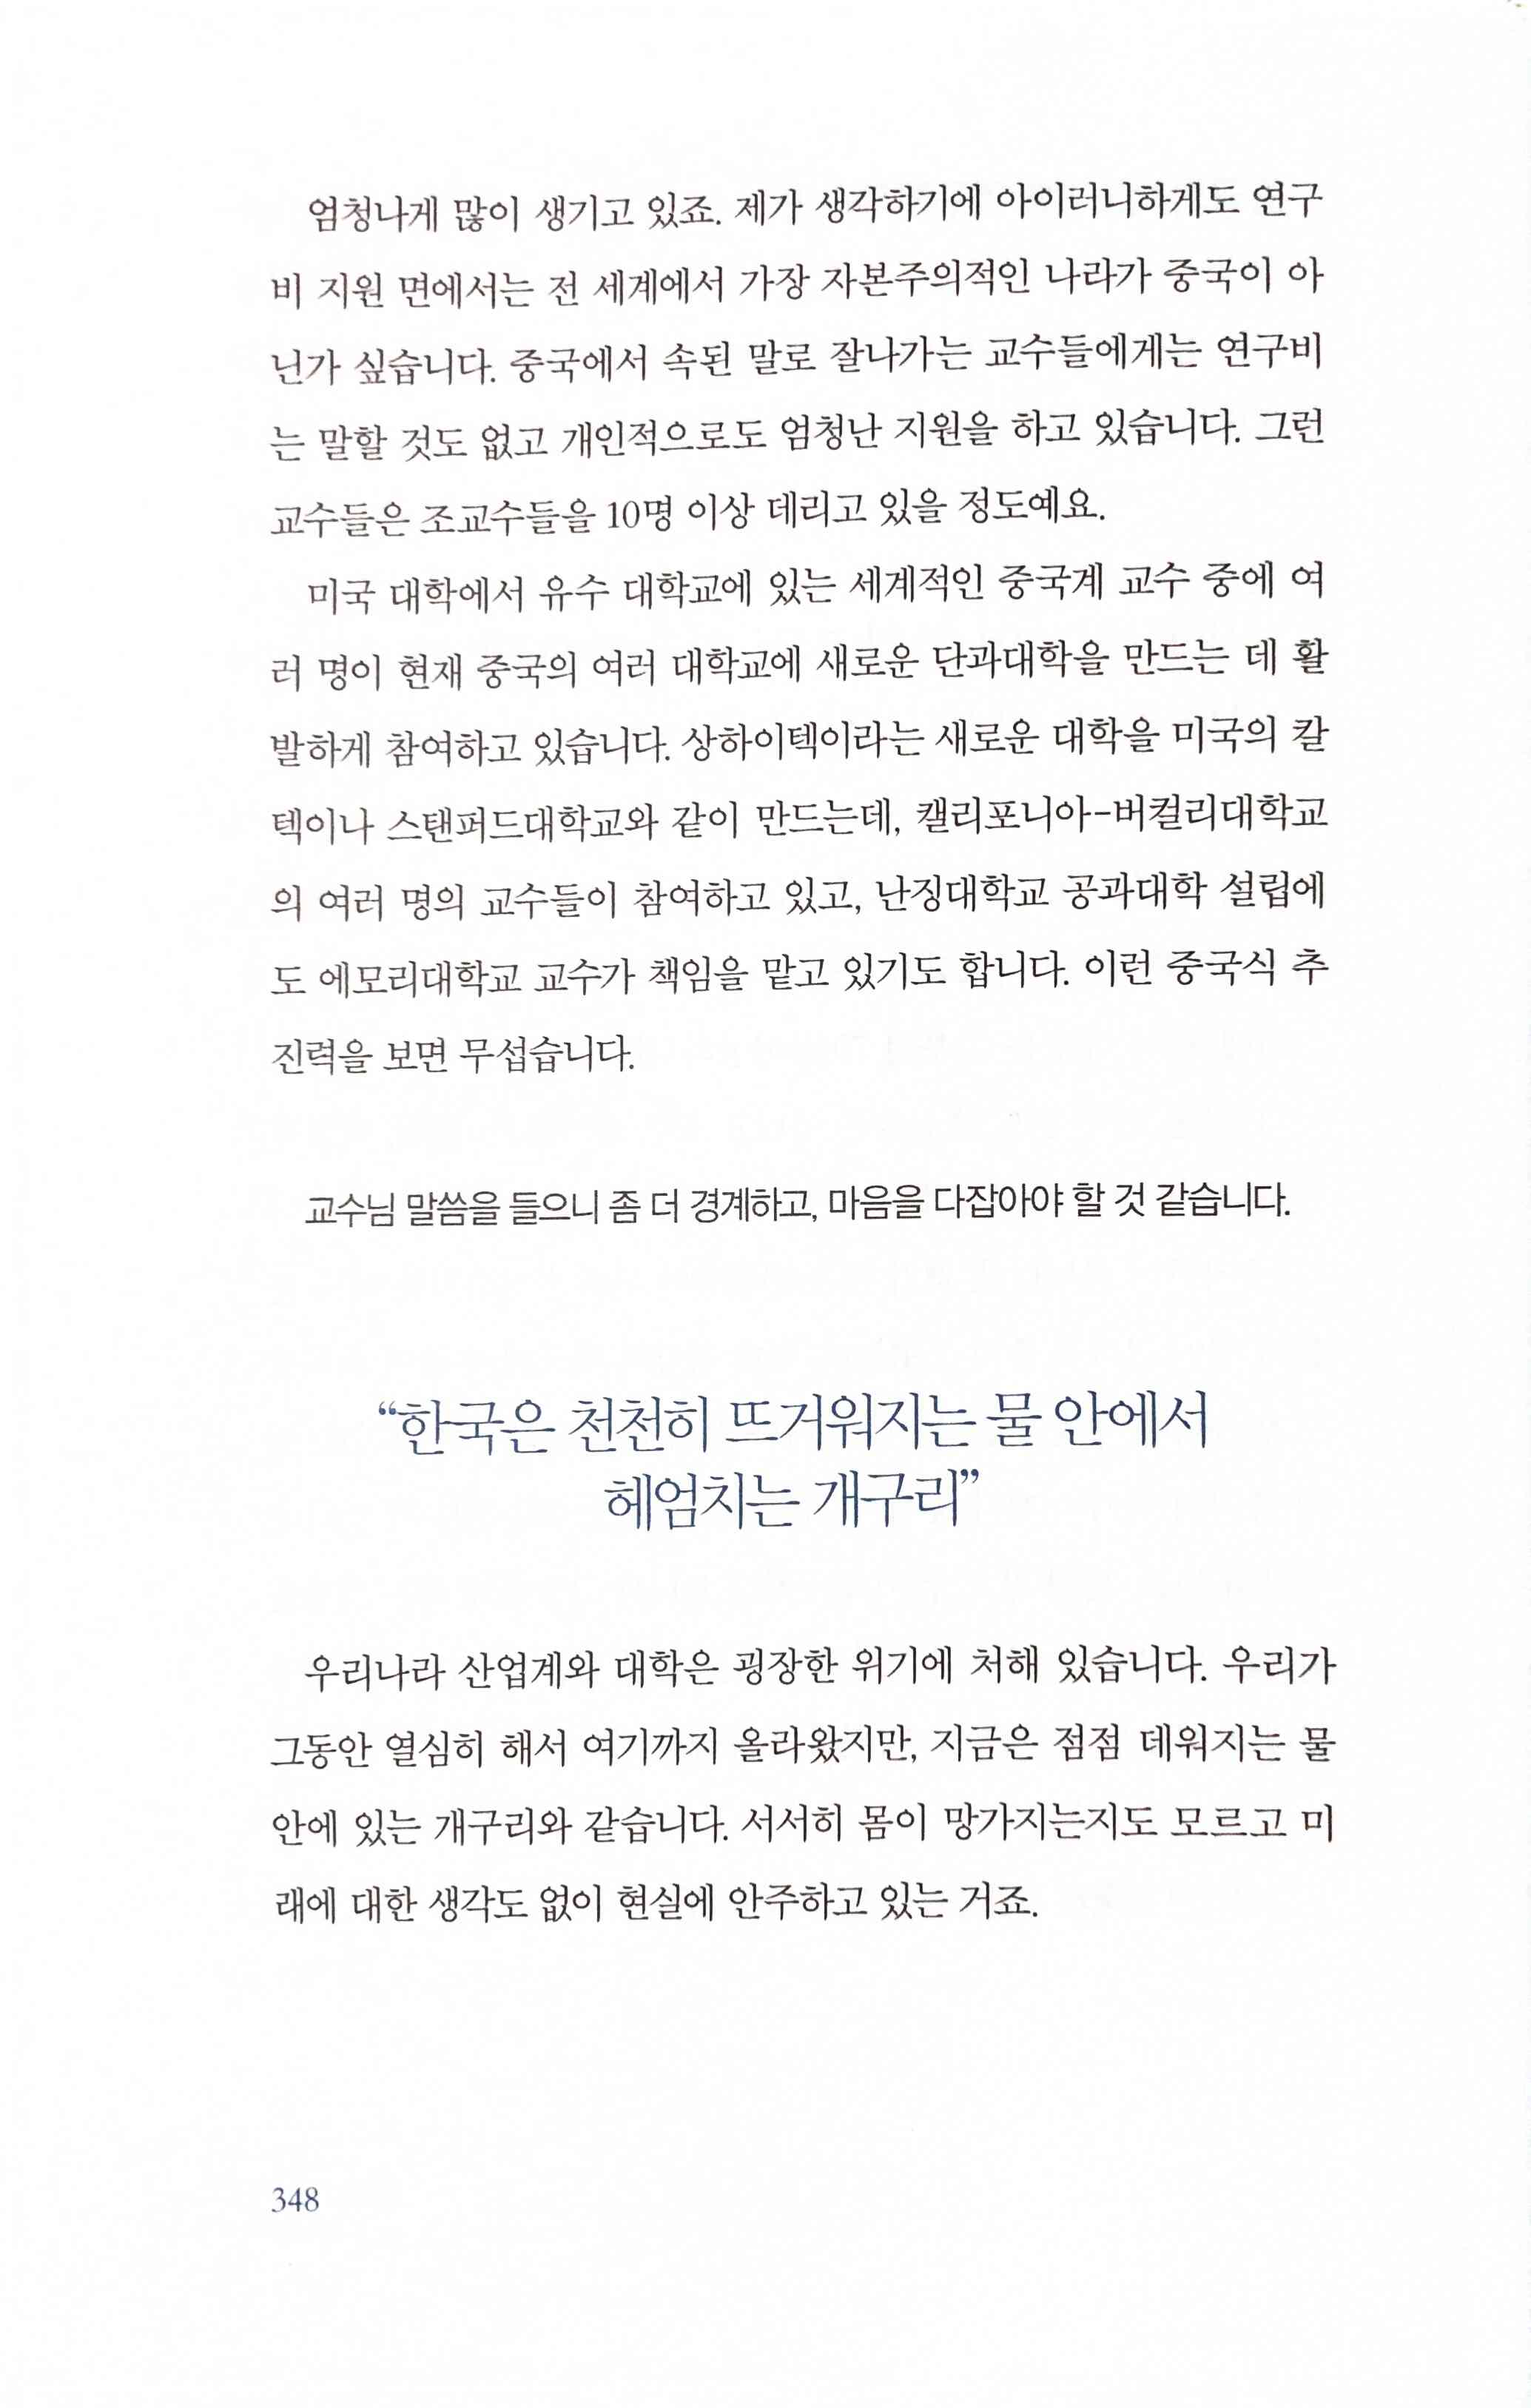 엄청나게 많이 생기고 있죠. 제가 생각하기에 아이러니하게도 연구
비 지원 면에서는 전 세계에서 가장 자본주의적인 나라가 중국이 아
닌가 싶습니다. 중국에서 속된 말로 잘나가는 교수들에게는 연구비
는 말할 것도 없고 개인적으로도 엄청난 지원을 하고 있습니다. 그런
교수들은 조교수들을 10명 이상 데리고 있을 정도예요.
미국 대학에서 유수 대학교에 있는 세계적인 중국계 교수 중에 여
러 명이 현재 중국의 여러 대학교에 새로운 단과대학을 만드는 데 활
발하게 참여하고 있습니다. 상하이텍이라는 새로운 대학을 미국의 칼
텍이나 스탠퍼드대학교와 같이 만드는데, 캘리포니아-버컬리대학교
의 여러 명의 교수들이 참여하고 있고, 난징대학교 공과대학 설립에
도 에모리대학교 교수가 책임을 맡고 있기도 합니다. 이런 중국식 추
진력을 보면 무섭습니다.
교수님 말씀을 들으니 좀 더 경계하고, 마음을 다잡아야 할 것 같습니다.
“한국은 천천히 뜨거워지는 물 안에서
헤엄치는 개구리”
우리나라 산업계와 대학은 굉장한 위기에 처해 있습니다. 우리가
그동안 열심히 해서 여기까지 올라왔지만, 지금은 점점 데워지는 물
안에 있는 개구리와 같습니다. 서서히 몸이 망가지는지도 모르고 미
래에 대한 생각도 없이 현실에 안주하고 있는 거죠.
348